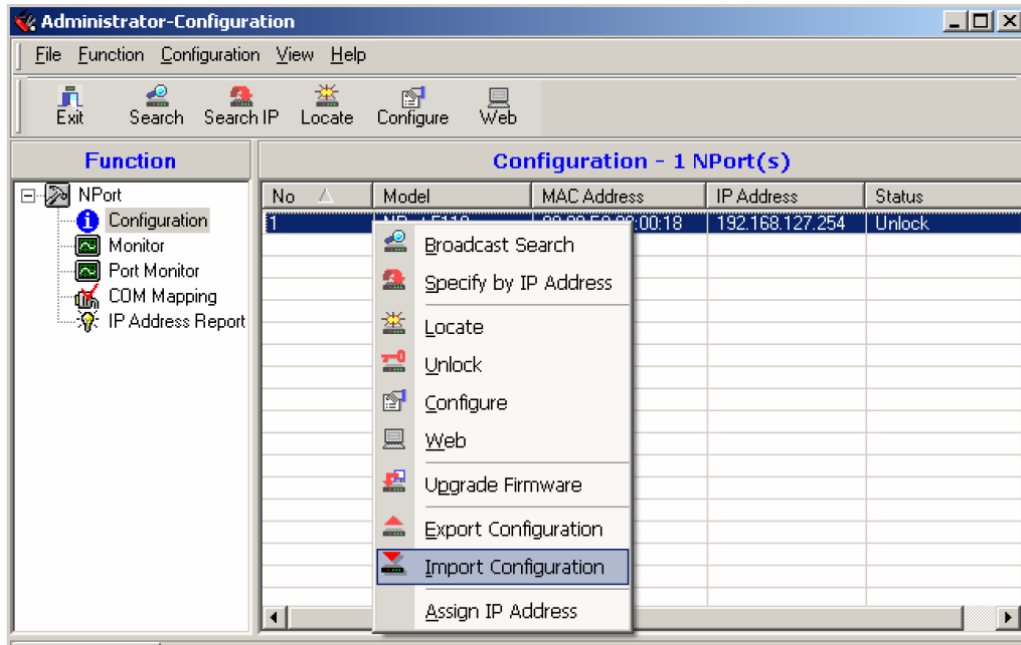 Administrator-Configuration
File Function Configuration View Help
Exit Search Search IP Locate Configure Web
Function
Configuration - 1 NPort(s)
NPort
Configuration
Monitor
Port Monitor
COM Mapping
IP Address Report
No Model MAC Address IP Address Status
1 :00:18 192.168.127.254 Unlock
Broadcast Search
Specify by IP Address
Locate
Unlock
Configure
Web
Upgrade Firmware
Export Configuration
Import Configuration
Assign IP Address